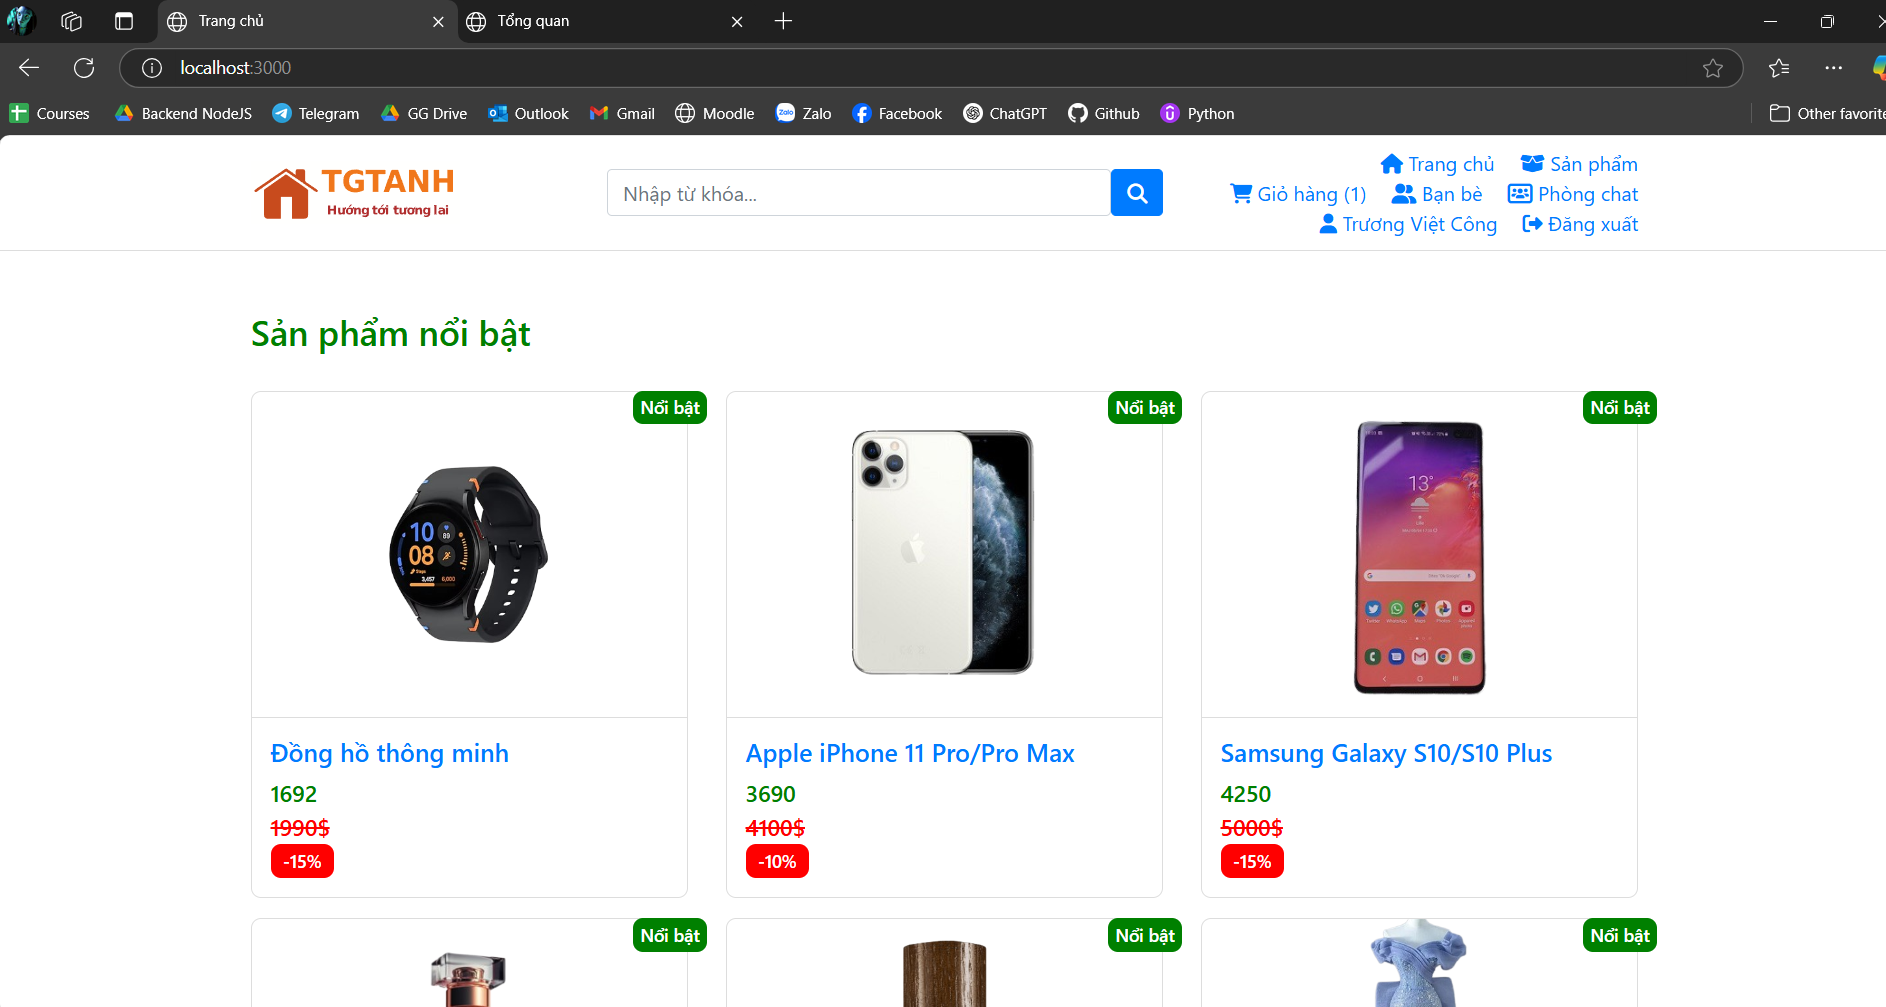 Trang chủ
Tổng quan
localhost:3000
Courses
Backend NodeJS
Telegram
GG Drive
Outlook
Gmail
Moodle
Zalo
Facebook
ChatGPT
Github
Python
Other favorite
TGTANH
Hướng tới tương lai
Nhập từ khóa...
Trang chủ
Sản phẩm
Giỏ hàng (1)
Bạn bè
Phòng chat
Trương Việt Công
Đăng xuất
Sản phẩm nổi bật
Nổi bật
10
08
Nổi bật
Nổi bật
13°
Đồng hồ thông minh
1692
1990$
-15%
Apple iPhone 11 Pro/Pro Max
3690
4100$
-10%
Samsung Galaxy S10/S10 Plus
4250
5000$
-15%
Nổi bật
Nổi bật
Nổi bật